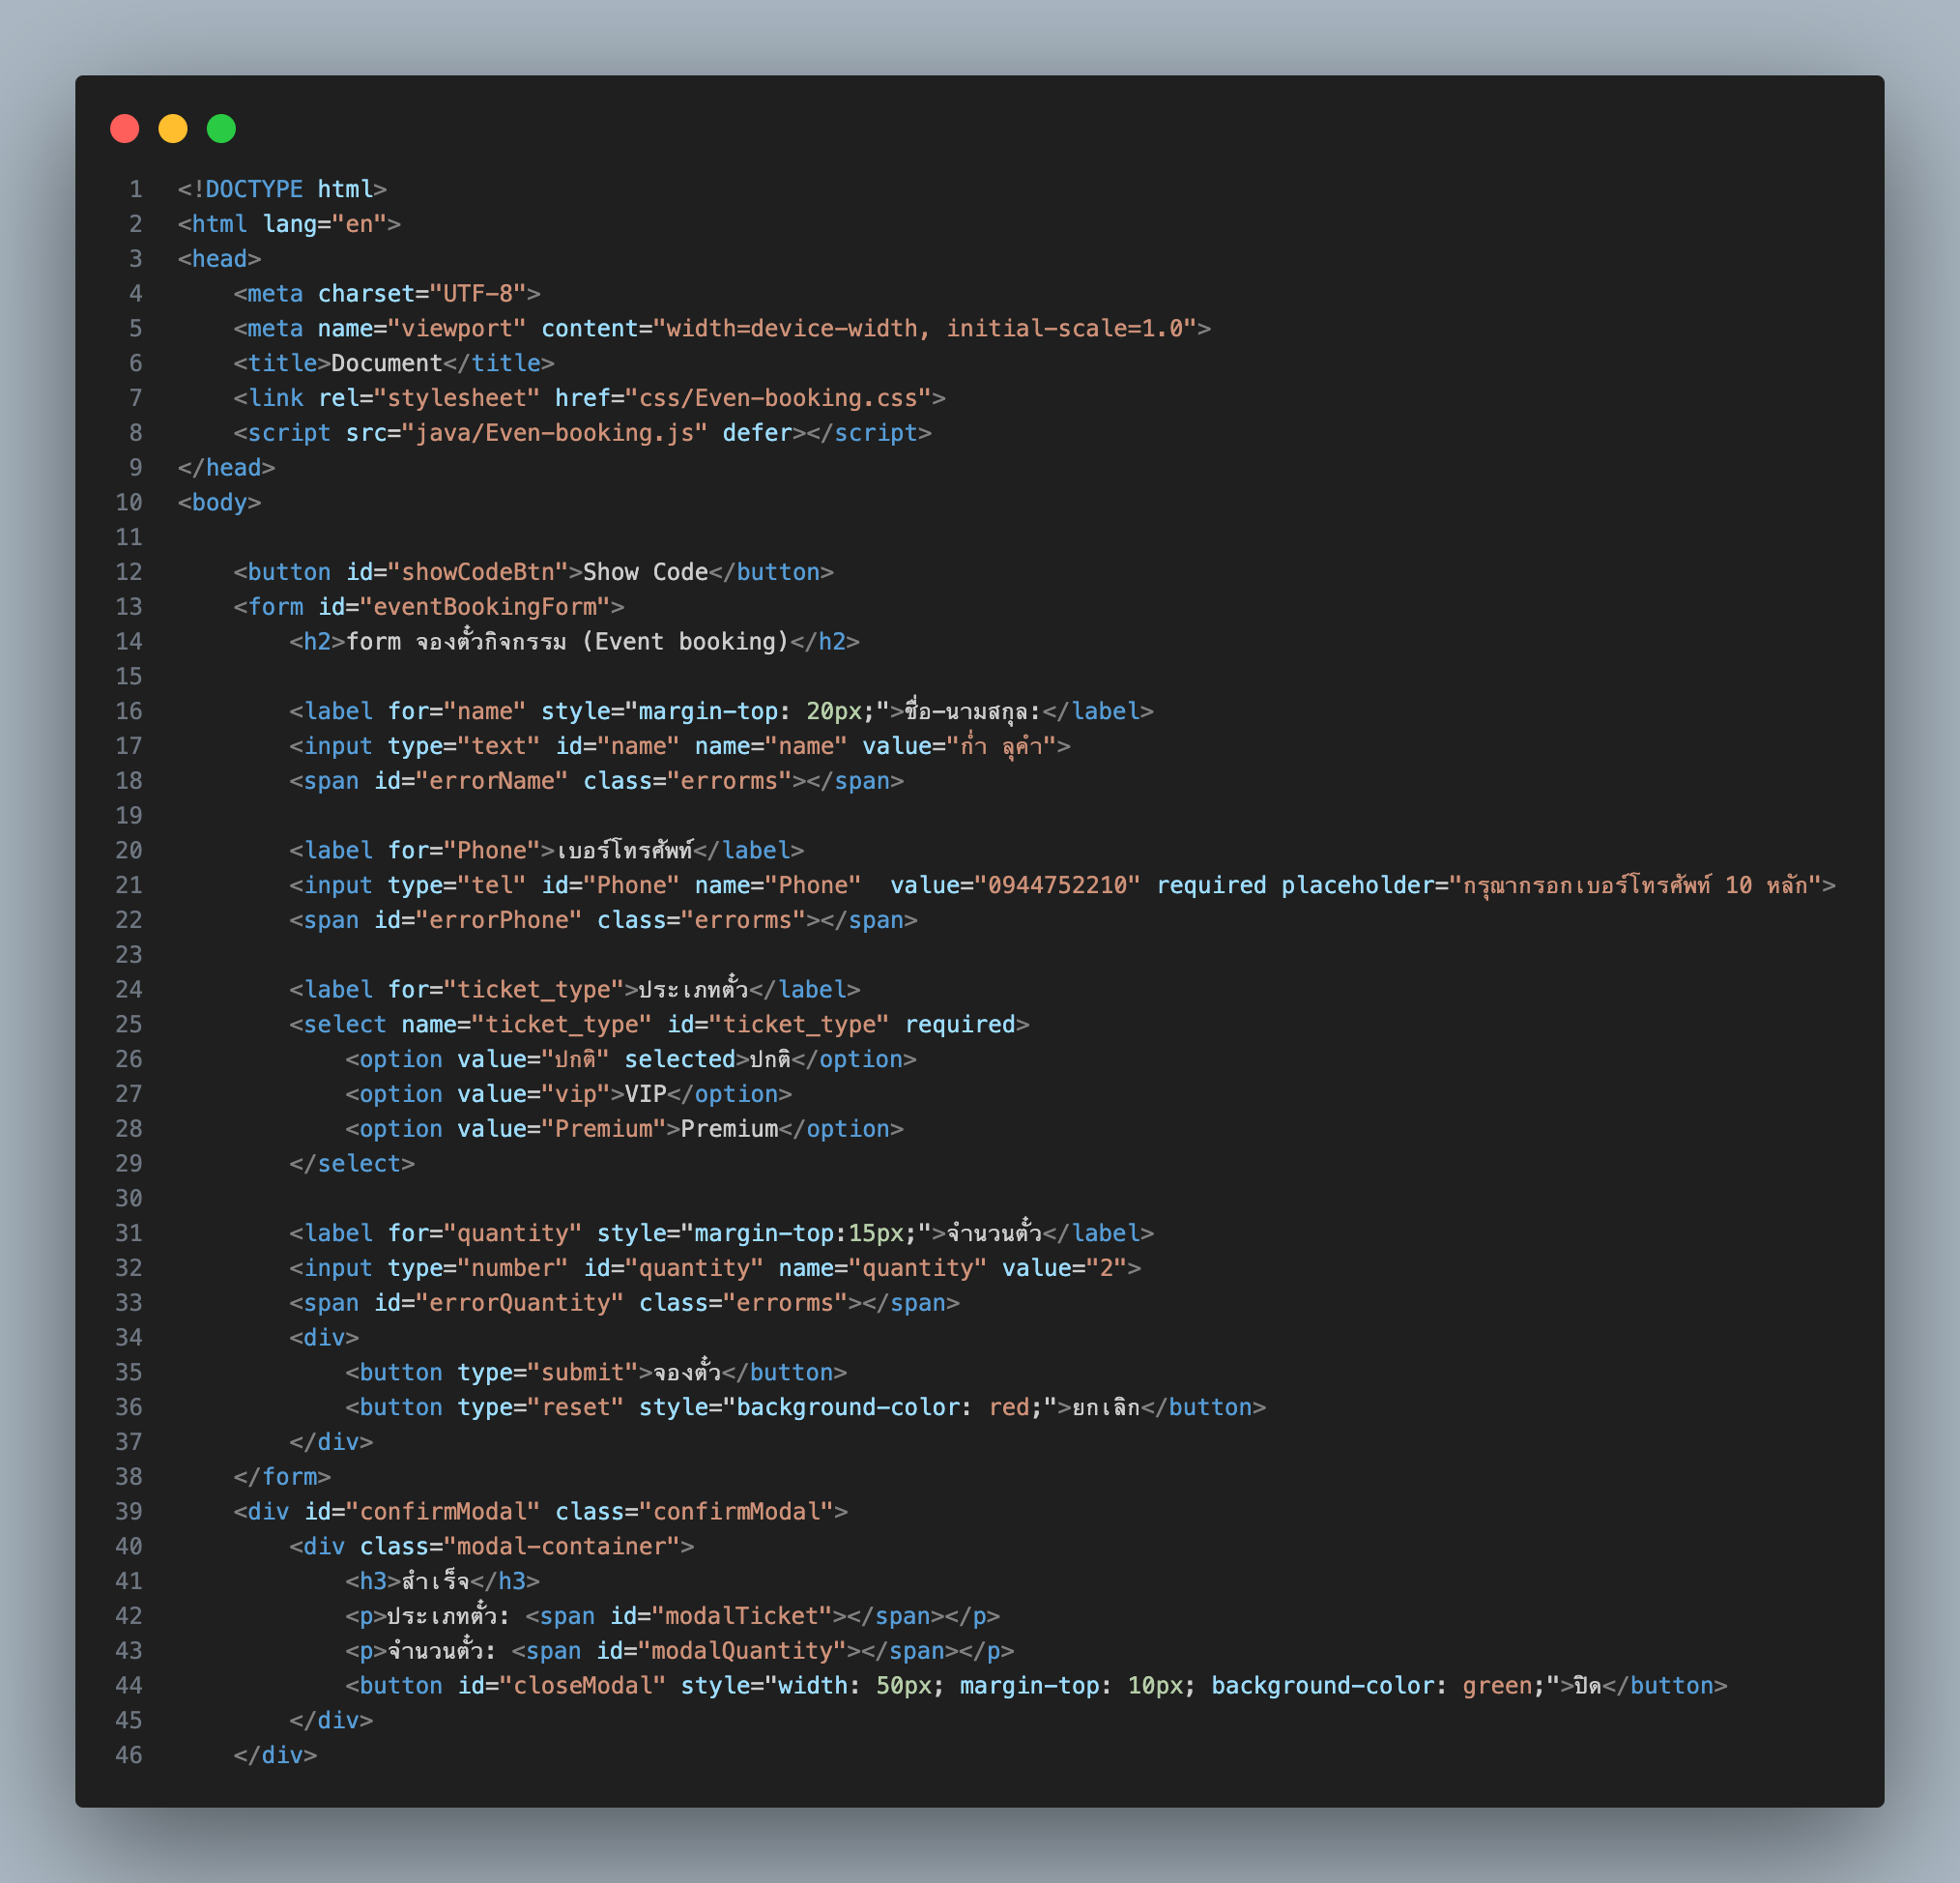 1 <!DOCTYPE html>
2 <html lang="en">
3 <head>
4     <meta charset="UTF-8">
5     <meta name="viewport" content="width=device-width, initial-scale=1.0">
6     <title>Document</title>
7     <link rel="stylesheet" href="css/Even-booking.css">
8     <script src="java/Even-booking.js" defer></script>
9 </head>
10 <body>
11
12     <button id="showCodeBtn">Show Code</button>
13     <form id="eventBookingForm">
14         <h2>form จองตั๋วกิจกรรม (Event booking)</h2>
15
16         <label for="name" style="margin-top: 20px;">ชื่อ-นามสกุล:</label>
17         <input type="text" id="name" name="name" value="ก่ำ ลุคำ">
18         <span id="errorName" class="errorms"></span>
19
20         <label for="Phone">เบอร์โทรศัพท์</label>
21         <input type="tel" id="Phone" name="Phone"  value="0944752210" required placeholder="กรุณากรอกเบอร์โทรศัพท์ 10 หลัก">
22         <span id="errorPhone" class="errorms"></span>
23
24         <label for="ticket_type">ประเภทตั๋ว</label>
25         <select name="ticket_type" id="ticket_type" required>
26             <option value="ปกติ" selected>ปกติ</option>
27             <option value="vip">VIP</option>
28             <option value="Premium">Premium</option>
29         </select>
30
31         <label for="quantity" style="margin-top:15px;">จำนวนตั๋ว</label>
32         <input type="number" id="quantity" name="quantity" value="2">
33         <span id="errorQuantity" class="errorms"></span>
34         <div>
35             <button type="submit">จองตั๋ว</button>
36             <button type="reset" style="background-color: red;">ยกเลิก</button>
37         </div>
38     </form>
39     <div id="confirmModal" class="confirmModal">
40         <div class="modal-container">
41             <h3>สำเร็จ</h3>
42             <p>ประเภทตั๋ว: <span id="modalTicket"></span></p>
43             <p>จำนวนตั๋ว: <span id="modalQuantity"></span></p>
44             <button id="closeModal" style="width: 50px; margin-top: 10px; background-color: green;">ปิด</button>
45         </div>
46     </div>